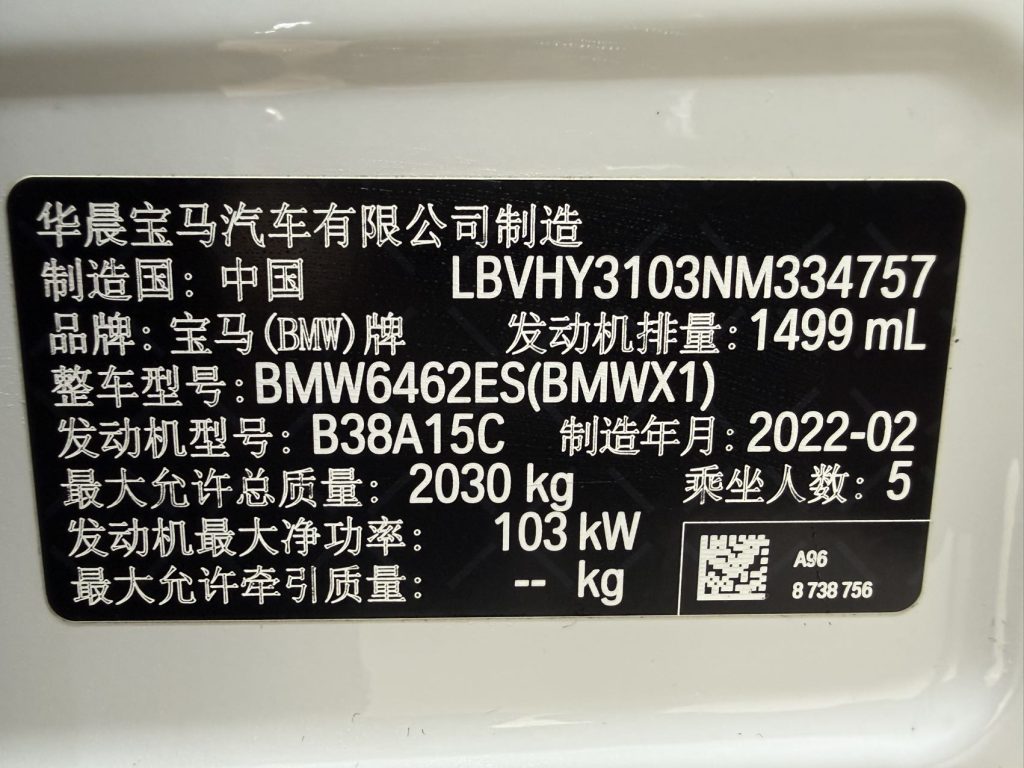 华晨宝马汽车有限公司制造
制造国：中国 LBVHY3103NM334757
品牌：宝马(BMW)牌 发动机排量：1499 mL
整车型号：BMW6462ES(BMWX1)
发动机型号：B38A15C 制造年月：2022-02
最大允许总质量：2030 kg 乘坐人数：5
发动机最大净功率：103 kW
最大允许牵引质量：-- kg
A96
8 738 756